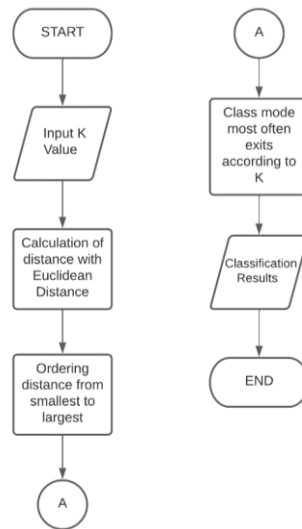 START
Input K
Value
Calculation of
distance with
Euclidean
Distance
Ordering
distance from
smallest to
largest
A
A
Class mode
most often
exits
according to
K
Classification
Results
END